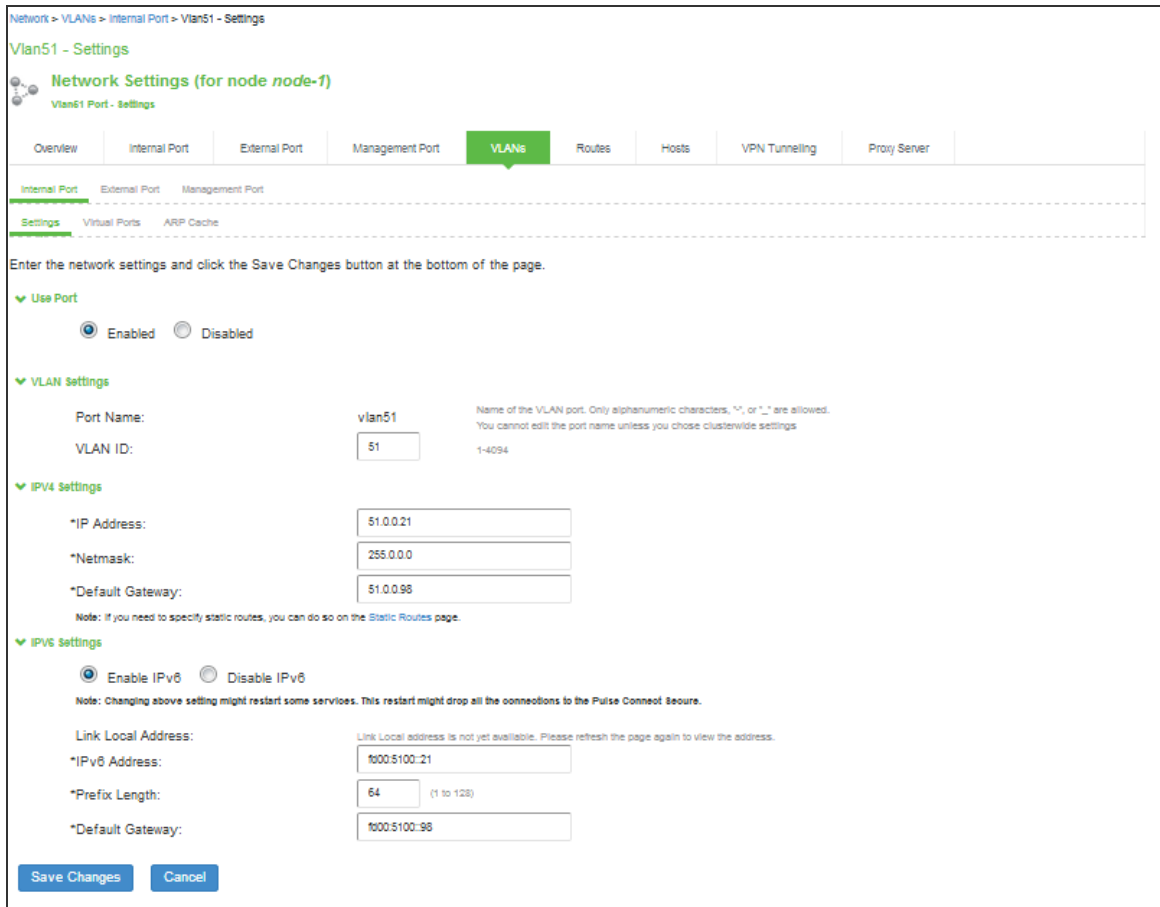 Network > VLANs > Internal Port > Vlan51 - Settings
Vlan51 - Settings
Network Settings (for node node-1)
Vlan51 Port - Settings
Overview Internal Port External Port Management Port VLANs Routes Hosts VPN Tunneling Proxy Server
Internal Port External Port Management Port
Settings Virtual Ports ARP Cache
Enter the network settings and click the Save Changes button at the bottom of the page.
Use Port
Enabled Disabled
VLAN Settings
Port Name: vlan51 Name of the VLAN port. Only alphanumeric characters, "-", or "_" are allowed.
You cannot edit the port name unless you chose clusterwide settings
VLAN ID: 51 1-4094
IPV4 Settings
*IP Address: 51.0.0.21
*Netmask: 255.0.0.0
*Default Gateway: 51.0.0.98
Note: If you need to specify static routes, you can do so on the Static Routes page.
IPV6 Settings
Enable IPv6 Disable IPv6
Note: Changing above setting might restart some services. This restart might drop all the connections to the Pulse Connect Secure.
Link Local Address: Link Local address is not yet available. Please refresh the page again to view the address.
*IPv6 Address: fd00:5100::21
*Prefix Length: 64 (1 to 128)
*Default Gateway: fd00:5100::98
Save Changes Cancel